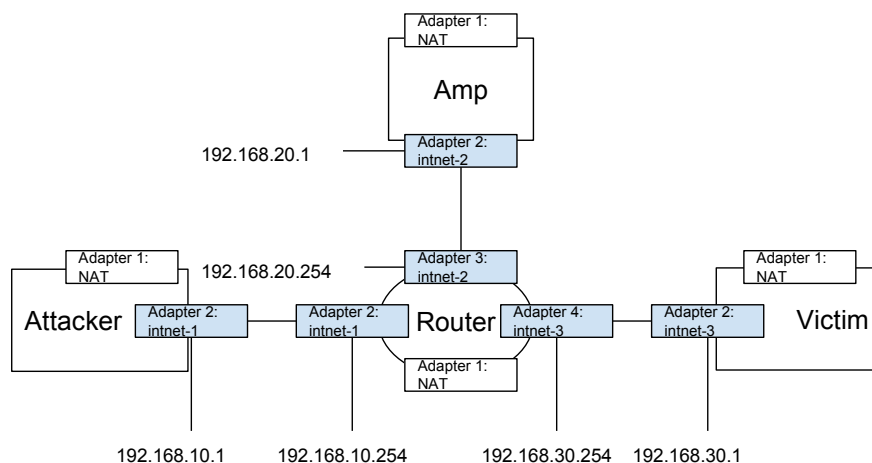 Adapter 1:
NAT
Amp
Adapter 2:
intnet-2
192.168.20.1
Adapter 1:
NAT
Attacker
Adapter 2:
intnet-1
192.168.20.254
Adapter 3:
intnet-2
Adapter 2:
intnet-1
Router
Adapter 4:
intnet-3
Adapter 1:
NAT
Adapter 2:
intnet-3
Adapter 1:
NAT
Victim
192.168.10.1
192.168.10.254
192.168.30.254
192.168.30.1